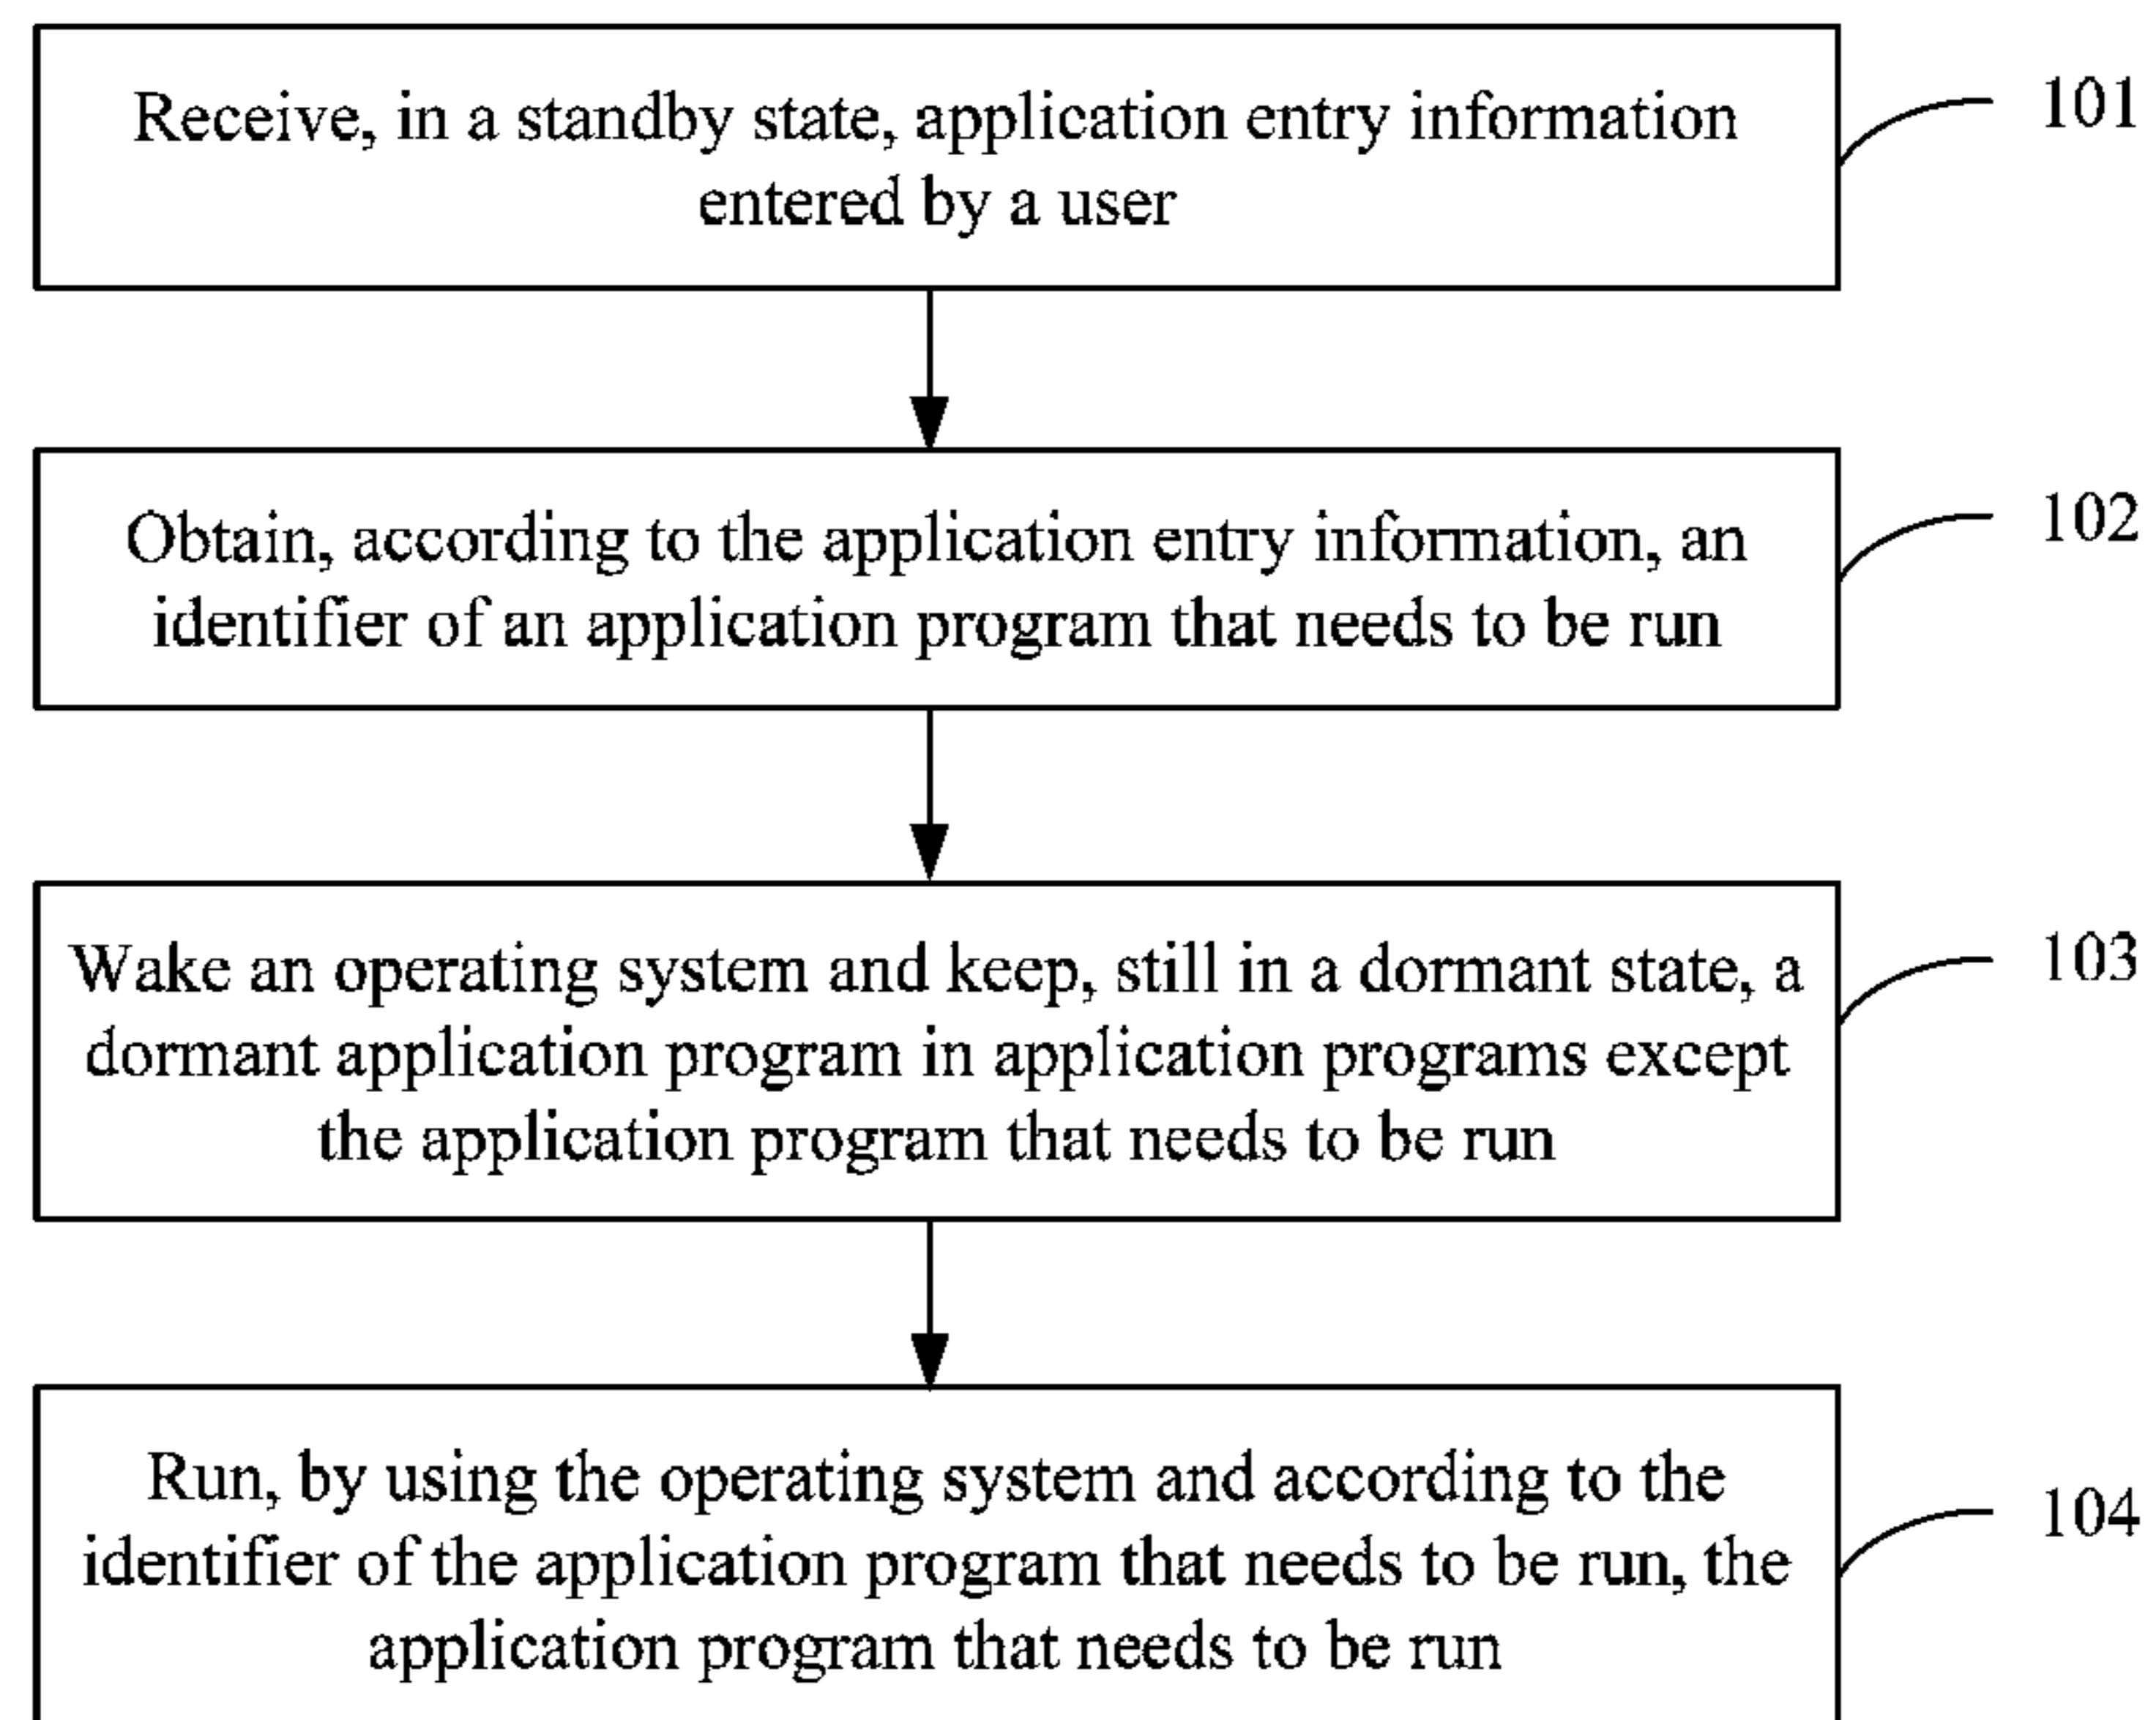 Receive, in a standby state, application entry information
entered by a user
101
Obtain, according to the application entry information, an
identifier of an application program that needs to be run
102
Wake an operating system and keep, still in a dormant state, a
dormant application program in application programs except
the application program that needs to be run
103
Run, by using the operating system and according to the
identifier of the application program that needs to be run, the
application program that needs to be run
104